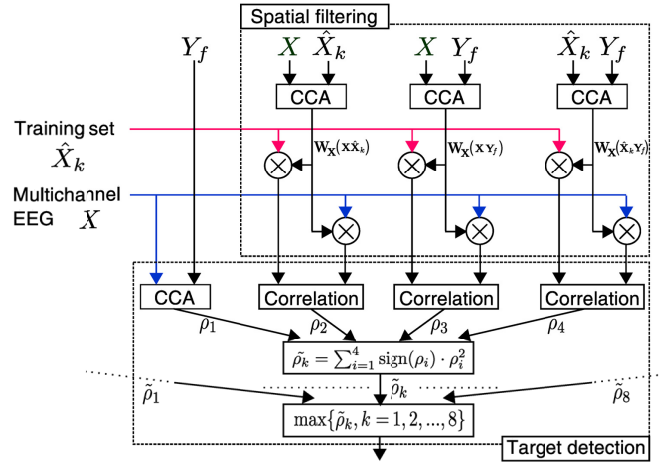 Spatial filtering
Y_f X X̂_k X Y_f X̂_k Y_f
CCA CCA CCA
Training set
X̂_k
W_X(XX̂_k) W_X(XY_f) W_X(X̂_kY_f)
Multichannel
EEG X
CCA Correlation Correlation Correlation
ρ_1 ρ_2 ρ_3 ρ_4
ρ̃_k = ∑_{i=1}^{4} sign(ρ_i) · ρ_i^2
ρ̃_1 ρ̃_k ρ̃_8
max{ρ̃_k, k = 1, 2, ..., 8}
Target detection